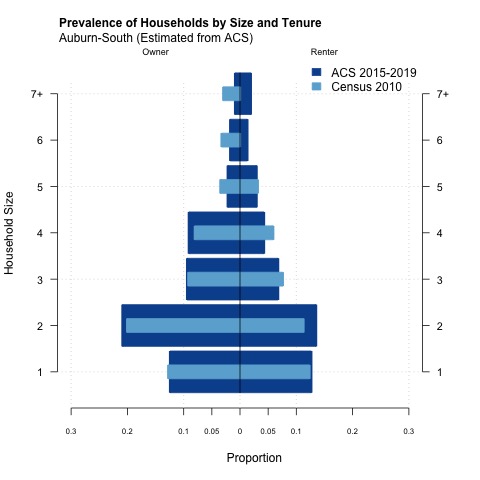 Prevalence of Households by Size and Tenure
Auburn-South (Estimated from ACS)
Owner Renter
ACS 2015-2019
Census 2010
7+ 7+
6 6
5 5
4 4
3 3
2 2
1 1
Household Size
0.3 0.2 0.1 0.05 0 0.05 0.1 0.2 0.3
Proportion